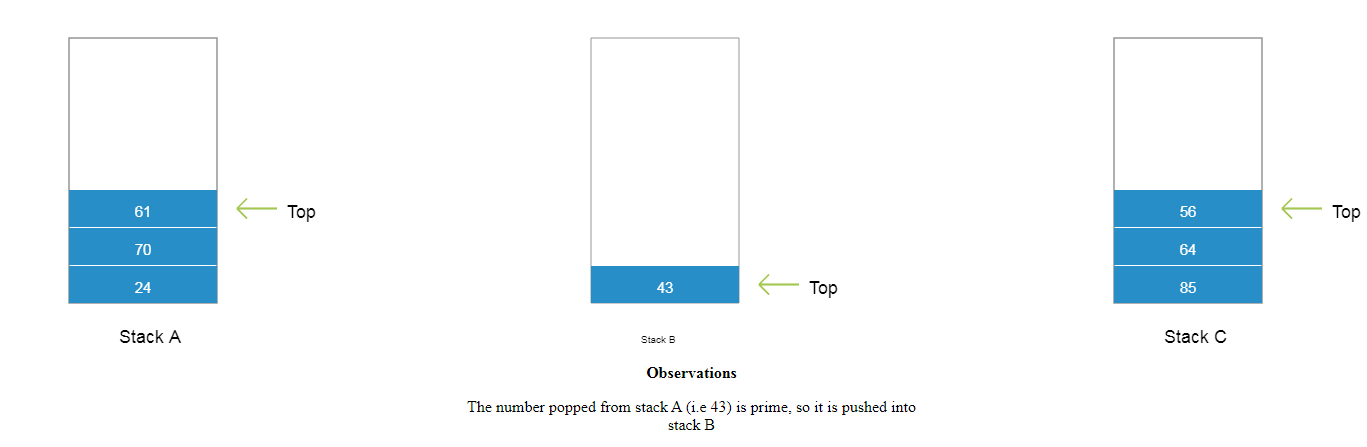 61
Top
56
Top
70
64
24
43
Top
85
Stack A
Stack B
Stack C
Observations
The number popped from stack A (i.e 43) is prime, so it is pushed into
stack B